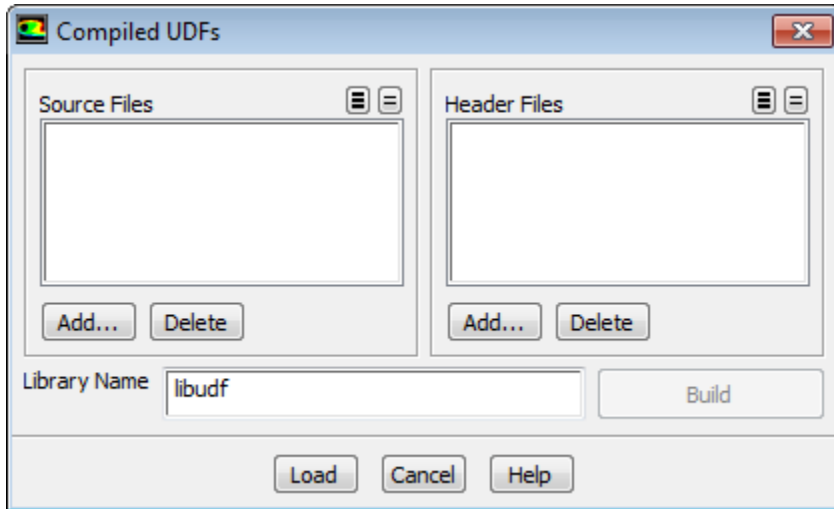 Compiled UDFs
Source Files
Header Files
Add... Delete
Add... Delete
Library Name libudf Build
Load Cancel Help